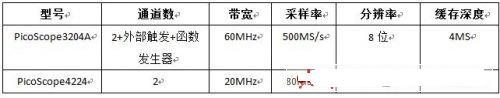 型号 通道数 带宽 采样率 分辨率 缓存深度
PicoScope3204A 2+外部触发+函数 60MHz 500MS/s 8 位 4MS
发生器
PicoScope4224 2 20MHz 80